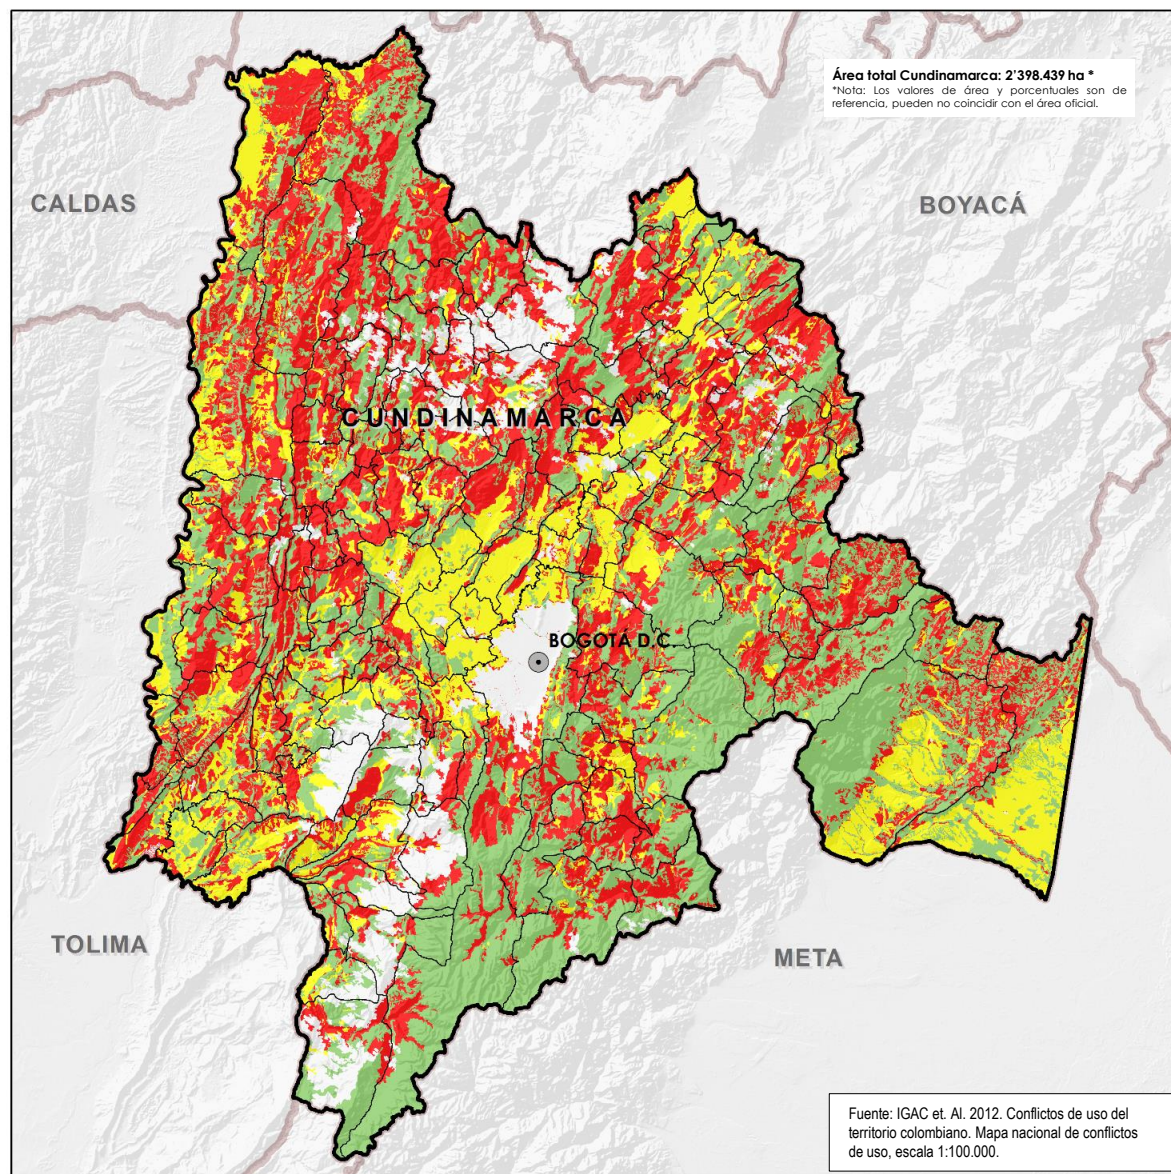 Área total Cundinamarca: 2'398.439 ha *
*Nota: Los valores de área y porcentuales son de
referencia, pueden no coincidir con el área oficial.
CALDAS
BOYACÁ
CUNDINAMARCA
BOGOTÁ D.C.
TOLIMA
META
Fuente: IGAC et. Al. 2012. Conflictos de uso del
territorio colombiano. Mapa nacional de conflictos
de uso, escala 1:100.000.